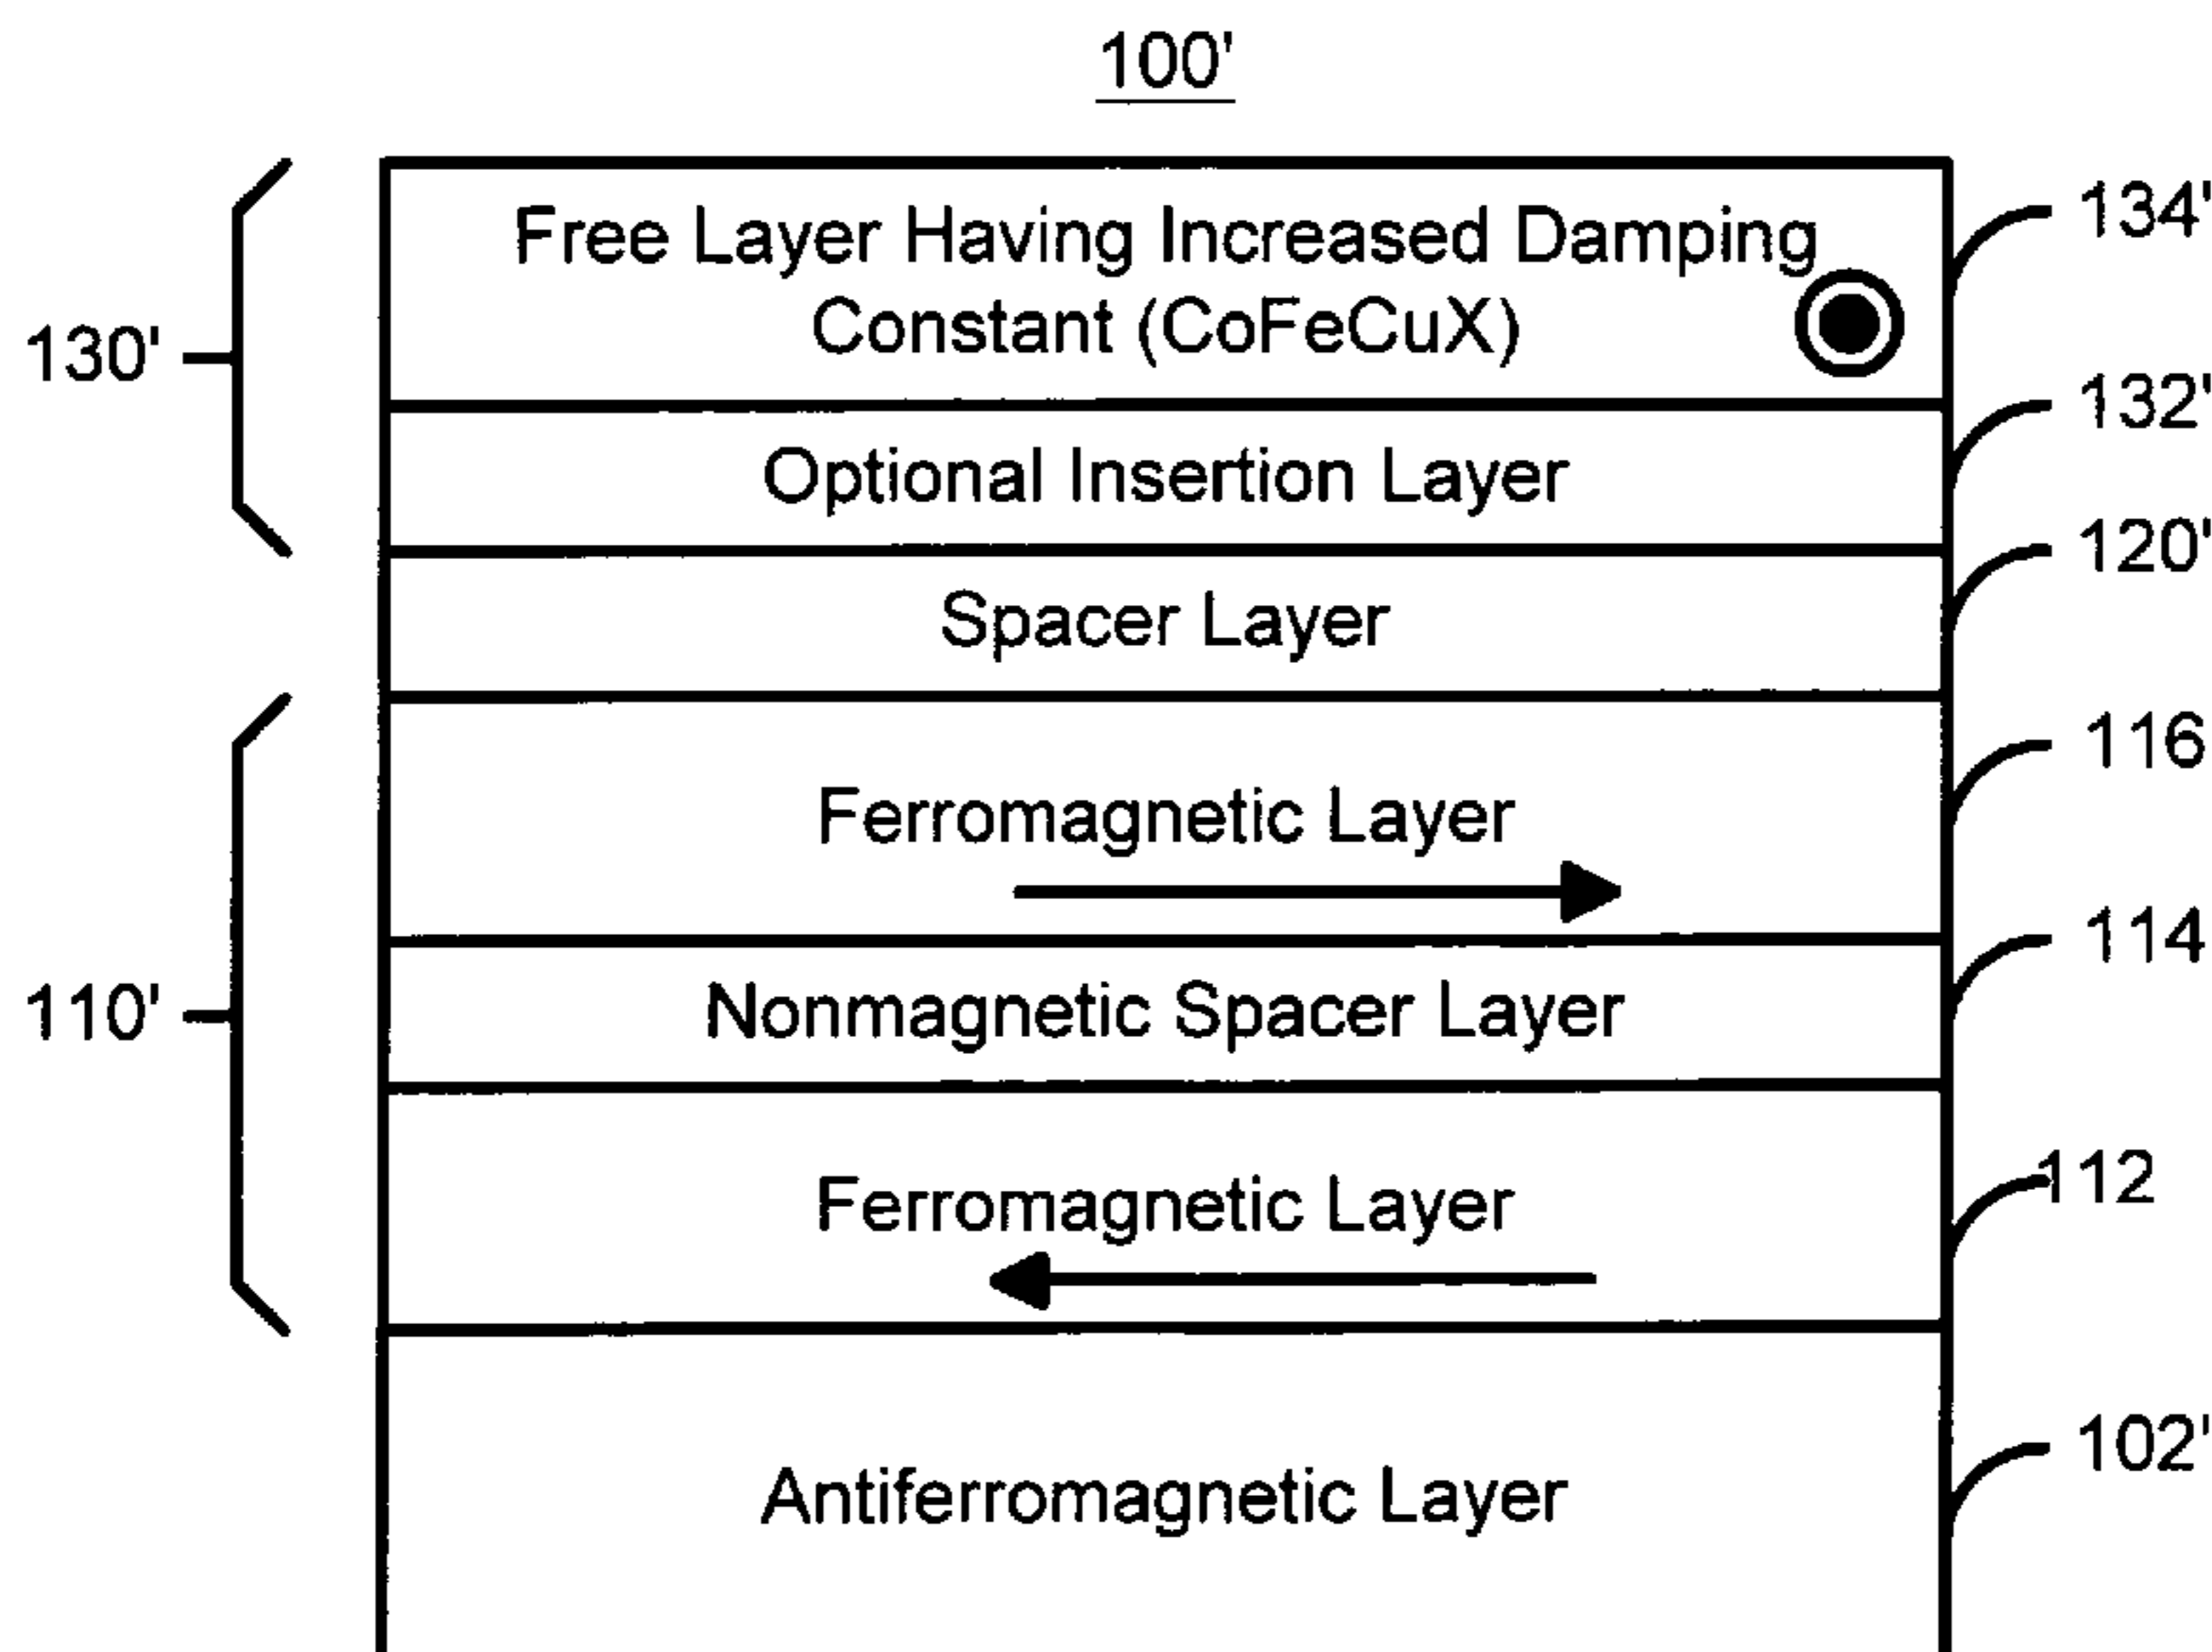 100'
Free Layer Having Increased Damping
Constant (CoFeCuX)
134'
130'
132'
Optional Insertion Layer
120'
Spacer Layer
116
Ferromagnetic Layer
114
110'
Nonmagnetic Spacer Layer
112
Ferromagnetic Layer
102'
Antiferromagnetic Layer